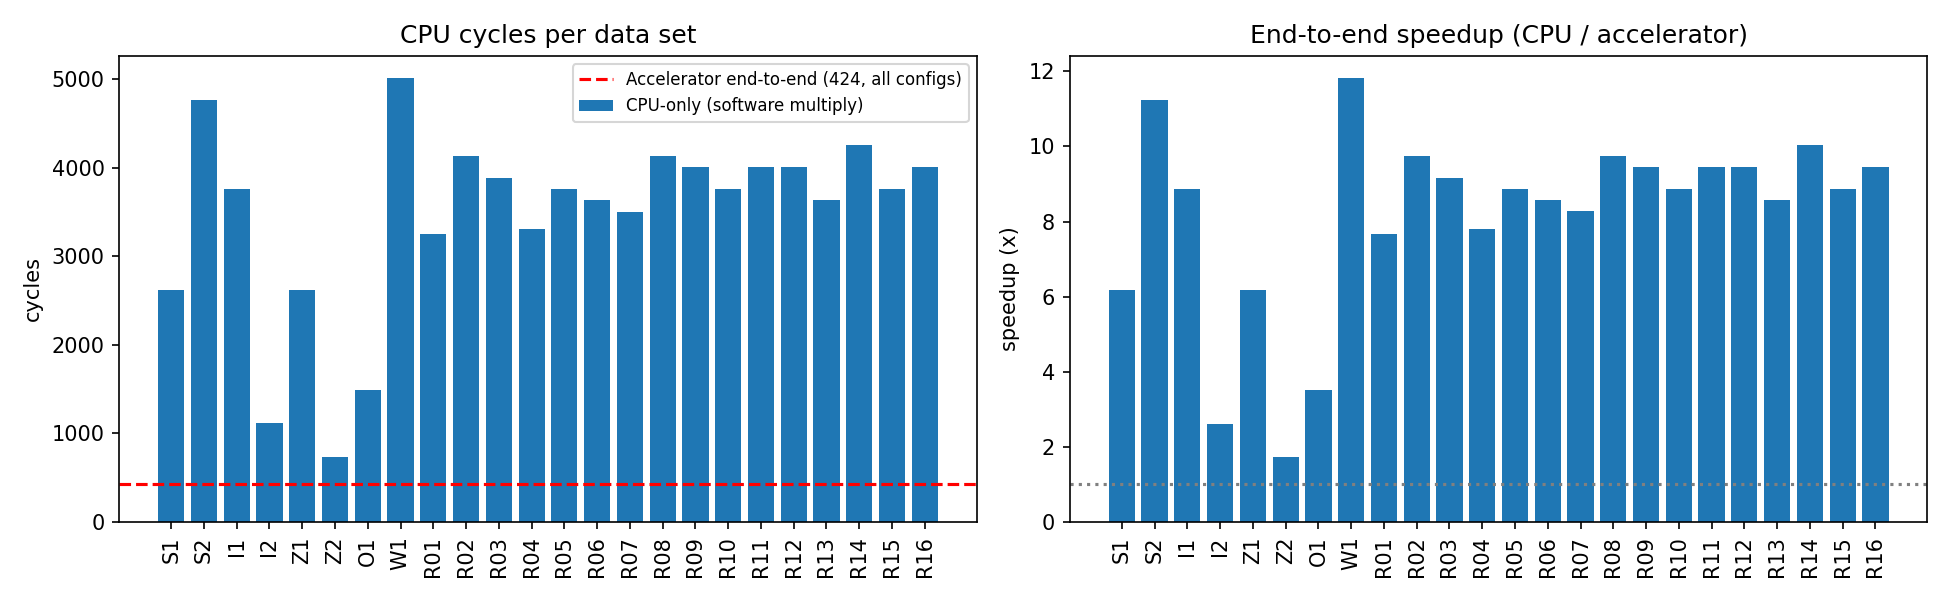 CPU cycles per data set
cycles
5000
4000
3000
2000
1000
0
Accelerator end-to-end (424, all configs)
CPU-only (software multiply)
S1 S2 I1 I2 Z1 Z2 O1 W1 R01 R02 R03 R04 R05 R06 R07 R08 R09 R10 R11 R12 R13 R14 R15 R16
End-to-end speedup (CPU / accelerator)
speedup (x)
12
10
8
6
4
2
0
S1 S2 I1 I2 Z1 Z2 O1 W1 R01 R02 R03 R04 R05 R06 R07 R08 R09 R10 R11 R12 R13 R14 R15 R16